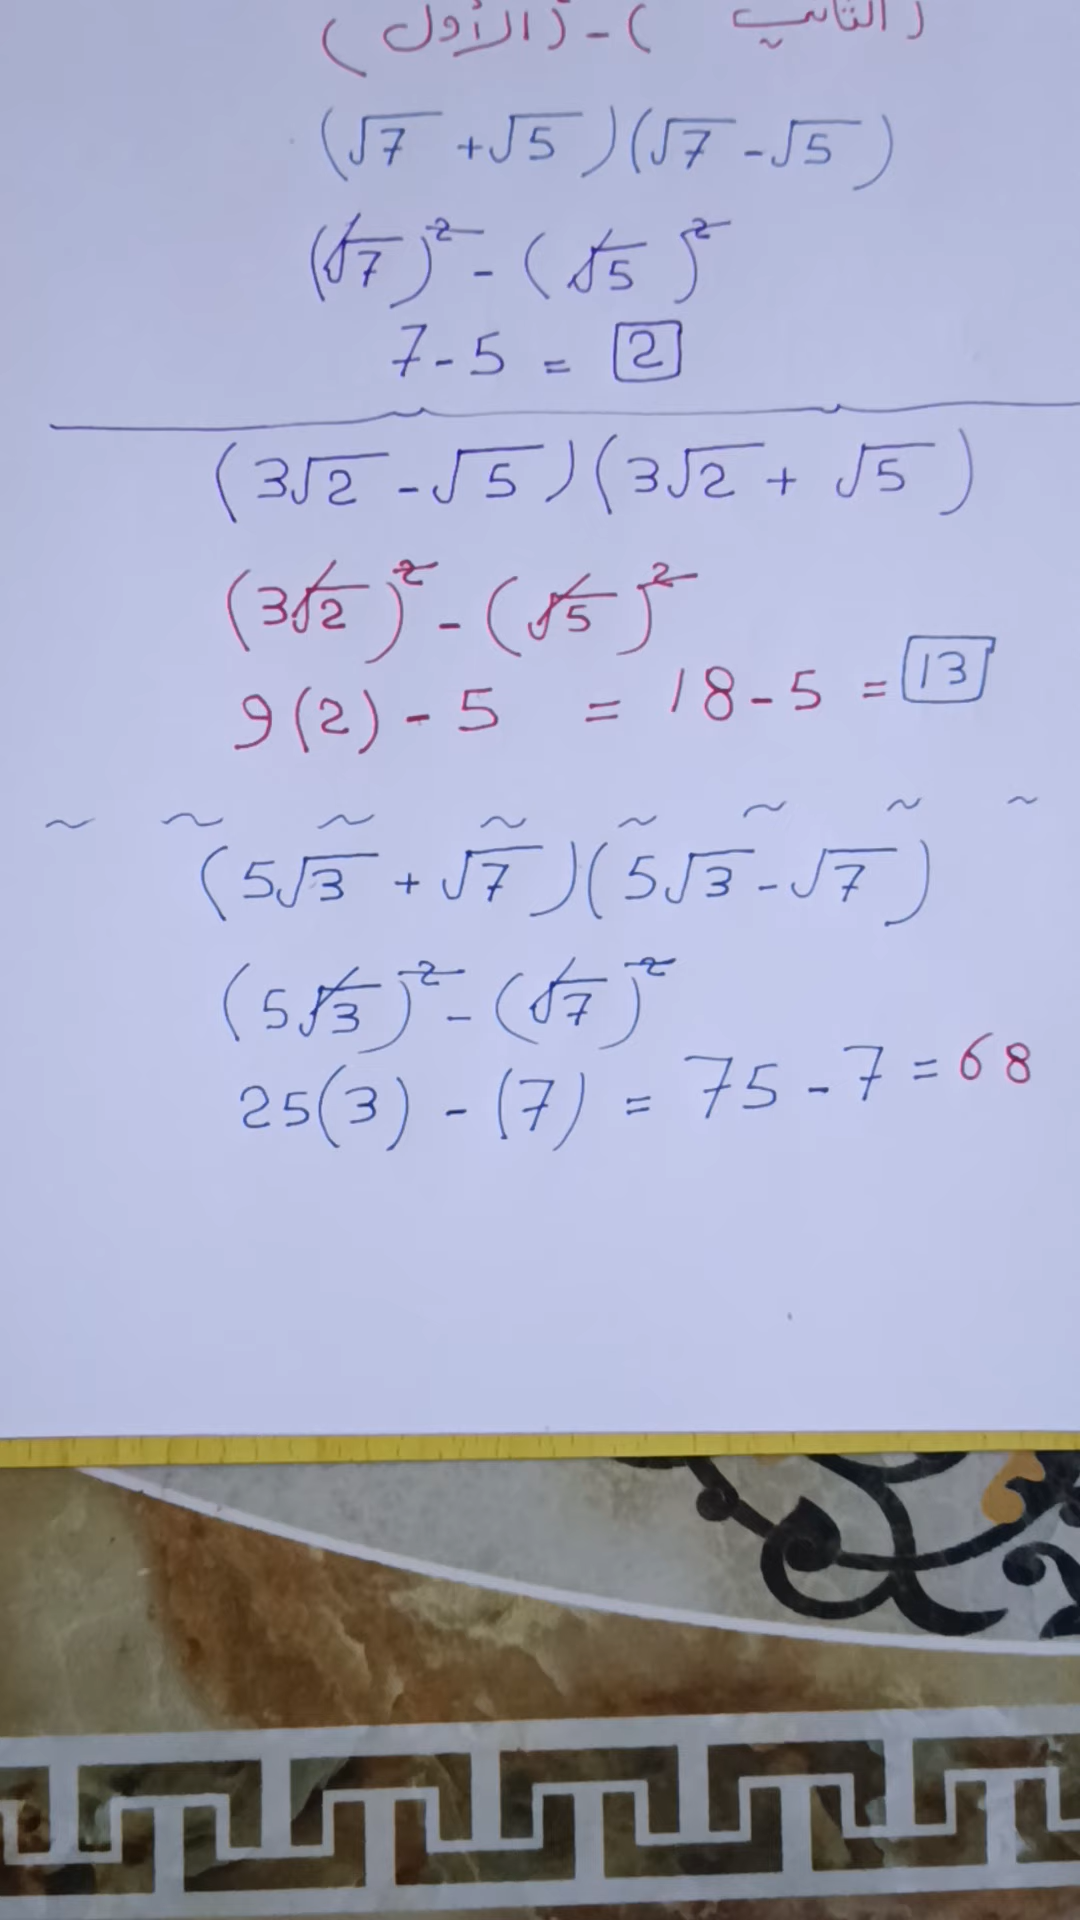 (الأول) - (الثاني)
(√7 + √5)(√7 - √5)
(√7)² - (√5)²
7 - 5 = 2
(3√2 - √5)(3√2 + √5)
(3√2)² - (√5)²
9(2) - 5 = 18 - 5 = 13
~ ~ ~ ~ ~ ~ ~ ~
(5√3 + √7)(5√3 - √7)
(5√3)² - (√7)²
25(3) - (7) = 75 - 7 = 68